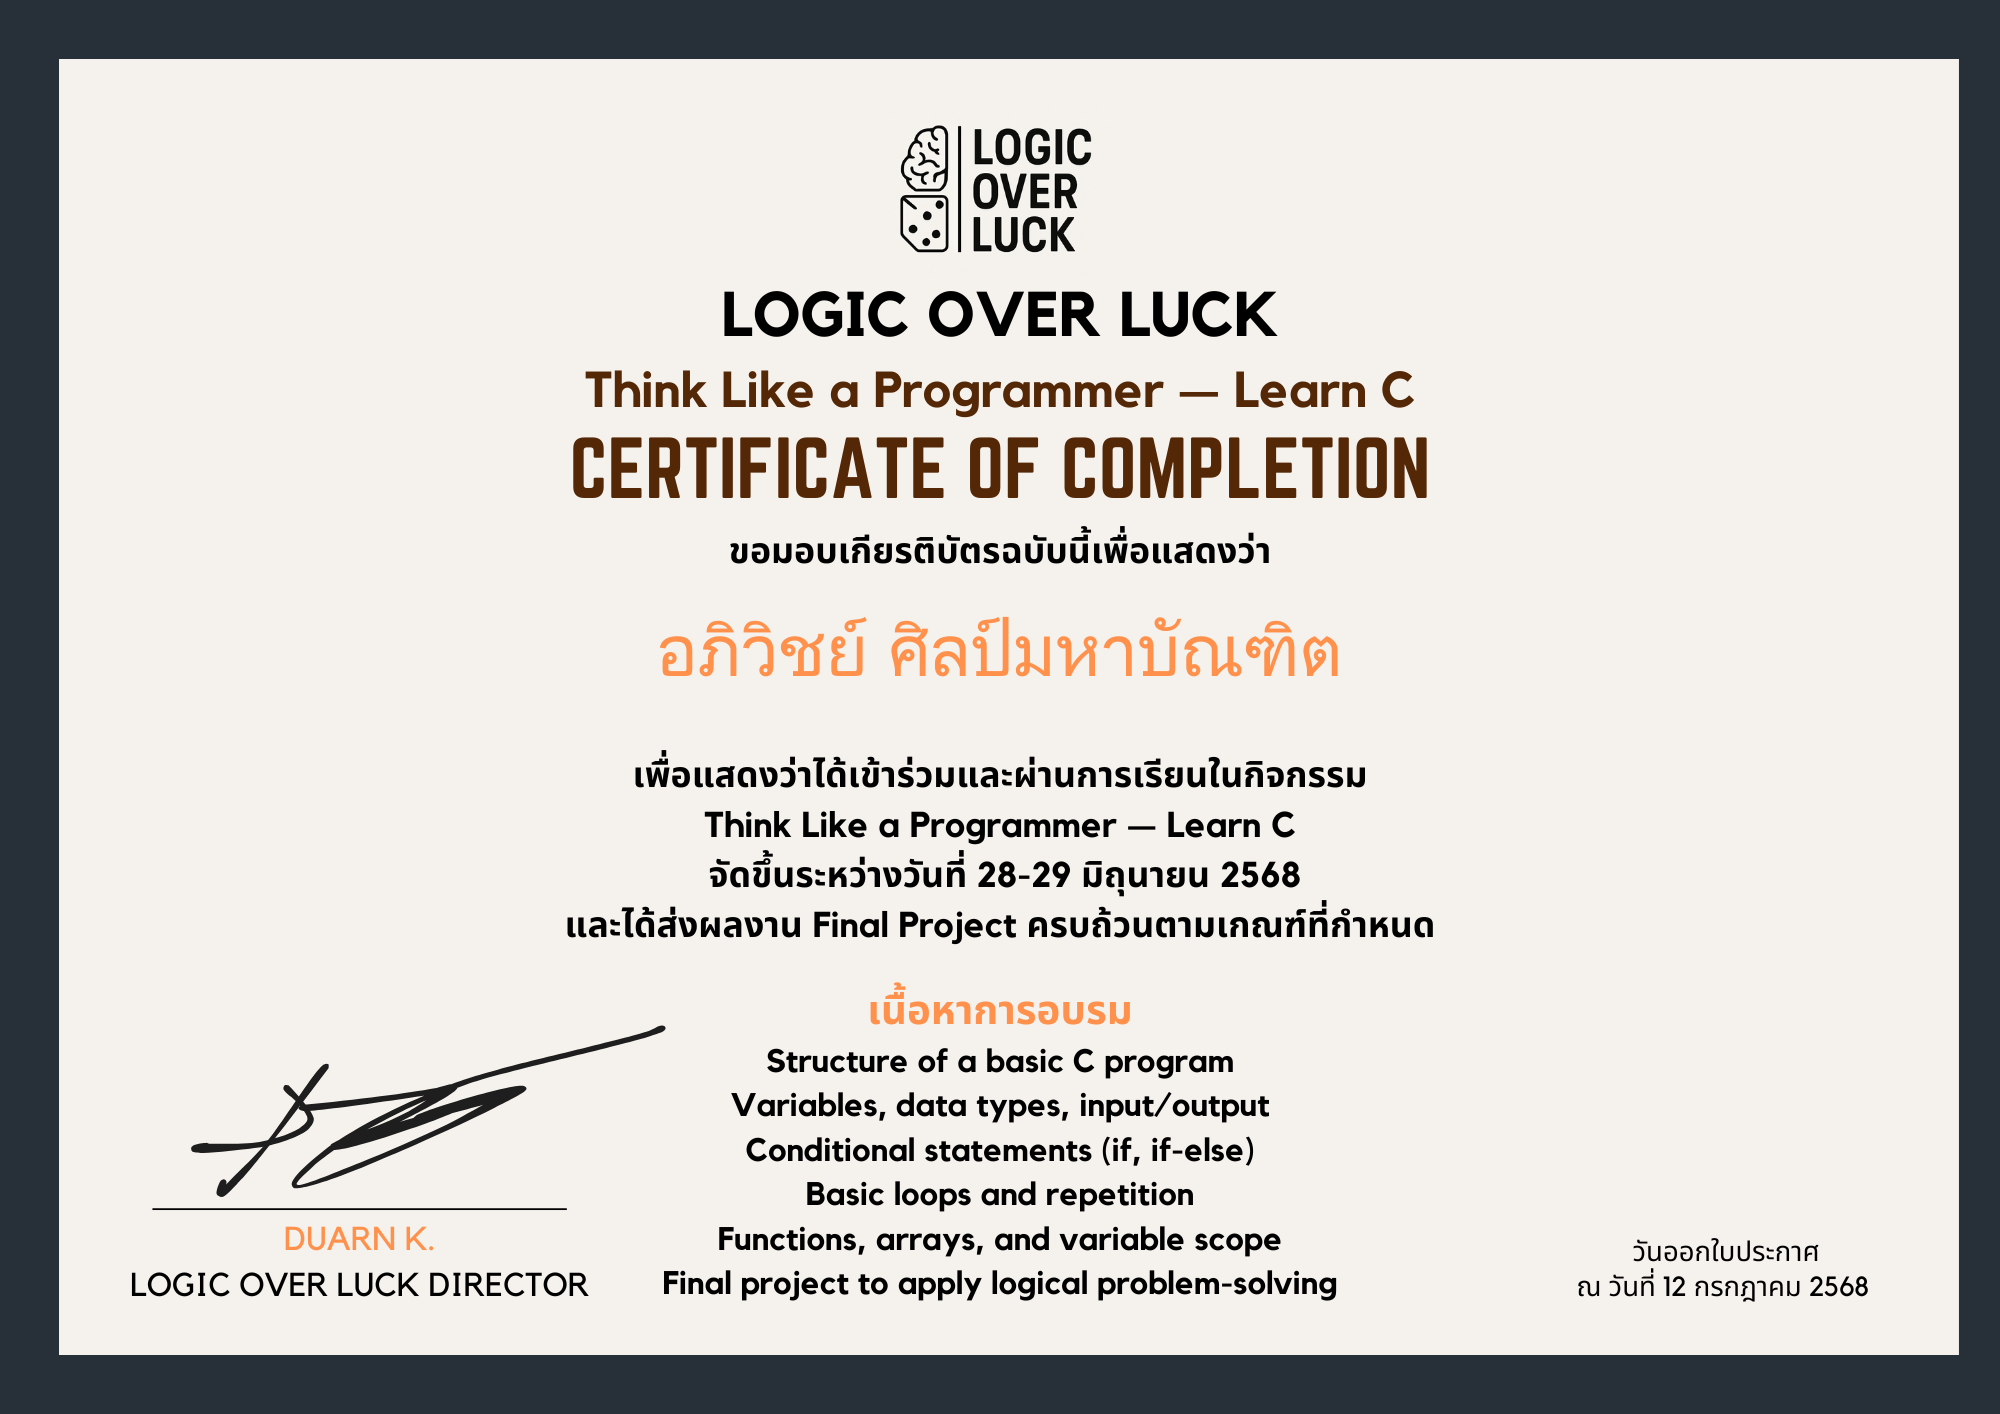 LOGIC
OVER
LUCK
LOGIC OVER LUCK
Think Like a Programmer — Learn C
CERTIFICATE OF COMPLETION
ขอมอบเกียรติบัตรฉบับนี้เพื่อแสดงว่า
อภิวิชย์ ศิลป์มหาบัณฑิต
เพื่อแสดงว่าได้เข้าร่วมและผ่านการเรียนในกิจกรรม
Think Like a Programmer — Learn C
จัดขึ้นระหว่างวันที่ 28-29 มิถุนายน 2568
และได้ส่งผลงาน Final Project ครบถ้วนตามเกณฑ์ที่กำหนด
เนื้อหาการอบรม
Structure of a basic C program
Variables, data types, input/output
Conditional statements (if, if-else)
Basic loops and repetition
Functions, arrays, and variable scope
Final project to apply logical problem-solving
DUARN K.
LOGIC OVER LUCK DIRECTOR
วันออกใบประกาศ
ณ วันที่ 12 กรกฎาคม 2568